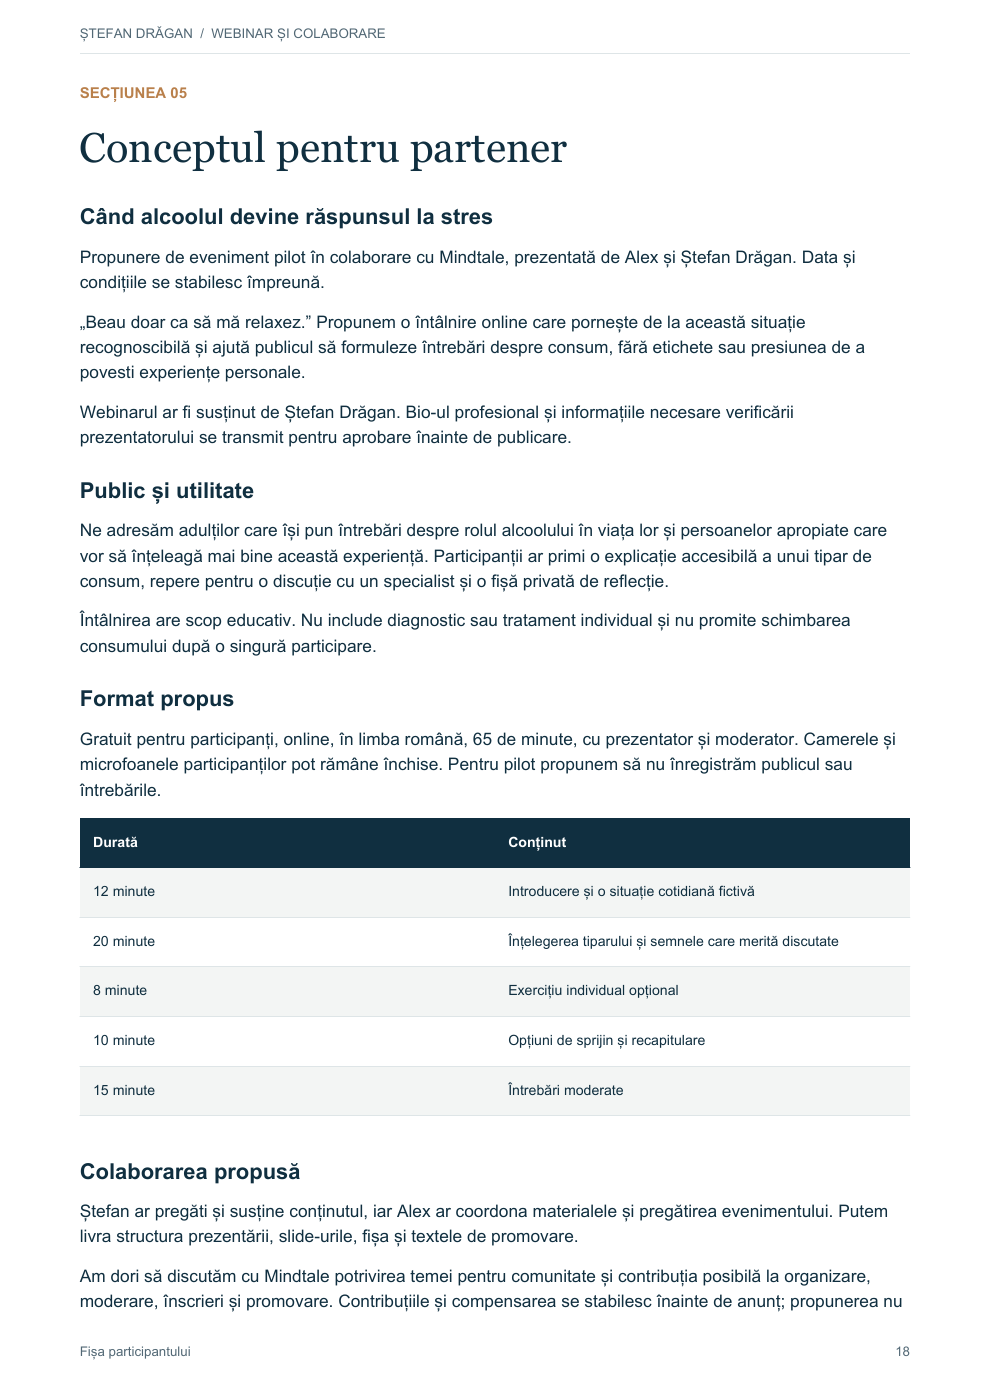 ȘTEFAN DRĂGAN / WEBINAR ȘI COLABORARE
SECȚIUNEA 05
Conceptul pentru partener
Când alcoolul devine răspunsul la stres
Propunere de eveniment pilot în colaborare cu Mindtale, prezentată de Alex și Ștefan Drăgan. Data și
condițiile se stabilesc împreună.
„Beau doar ca să mă relaxez.” Propunem o întâlnire online care pornește de la această situație
recognoscibilă și ajută publicul să formuleze întrebări despre consum, fără etichete sau presiunea de a
povesti experiențe personale.
Webinarul ar fi susținut de Ștefan Drăgan. Bio-ul profesional și informațiile necesare verificării
prezentatorului se transmit pentru aprobare înainte de publicare.
Public și utilitate
Ne adresăm adulților care își pun întrebări despre rolul alcoolului în viața lor și persoanelor apropiate care
vor să înțeleagă mai bine această experiență. Participanții ar primi o explicație accesibilă a unui tipar de
consum, repere pentru o discuție cu un specialist și o fișă privată de reflecție.
Întâlnirea are scop educativ. Nu include diagnostic sau tratament individual și nu promite schimbarea
consumului după o singură participare.
Format propus
Gratuit pentru participanți, online, în limba română, 65 de minute, cu prezentator și moderator. Camerele și
microfoanele participanților pot rămâne închise. Pentru pilot propunem să nu înregistrăm publicul sau
întrebările.
Durată Conținut
12 minute Introducere și o situație cotidiană fictivă
20 minute Înțelegerea tiparului și semnele care merită discutate
8 minute Exercițiu individual opțional
10 minute Opțiuni de sprijin și recapitulare
15 minute Întrebări moderate
Colaborarea propusă
Ștefan ar pregăti și susține conținutul, iar Alex ar coordona materialele și pregătirea evenimentului. Putem
livra structura prezentării, slide-urile, fișa și textele de promovare.
Am dori să discutăm cu Mindtale potrivirea temei pentru comunitate și contribuția posibilă la organizare,
moderare, înscrieri și promovare. Contribuțiile și compensarea se stabilesc înainte de anunț; propunerea nu
Fișa participantului 18